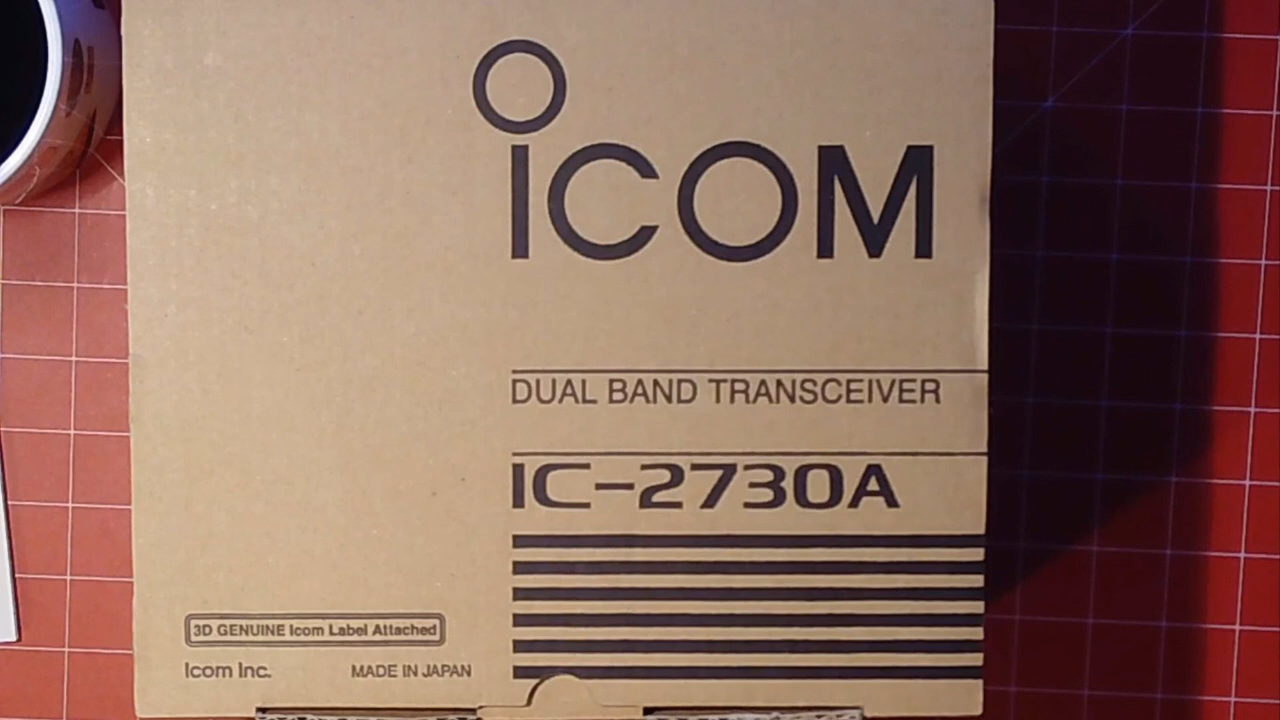 iCOM
DUAL BAND TRANSCEIVER
IC-2730A
3D GENUINE Icom Label Attached
Icom Inc. MADE IN JAPAN